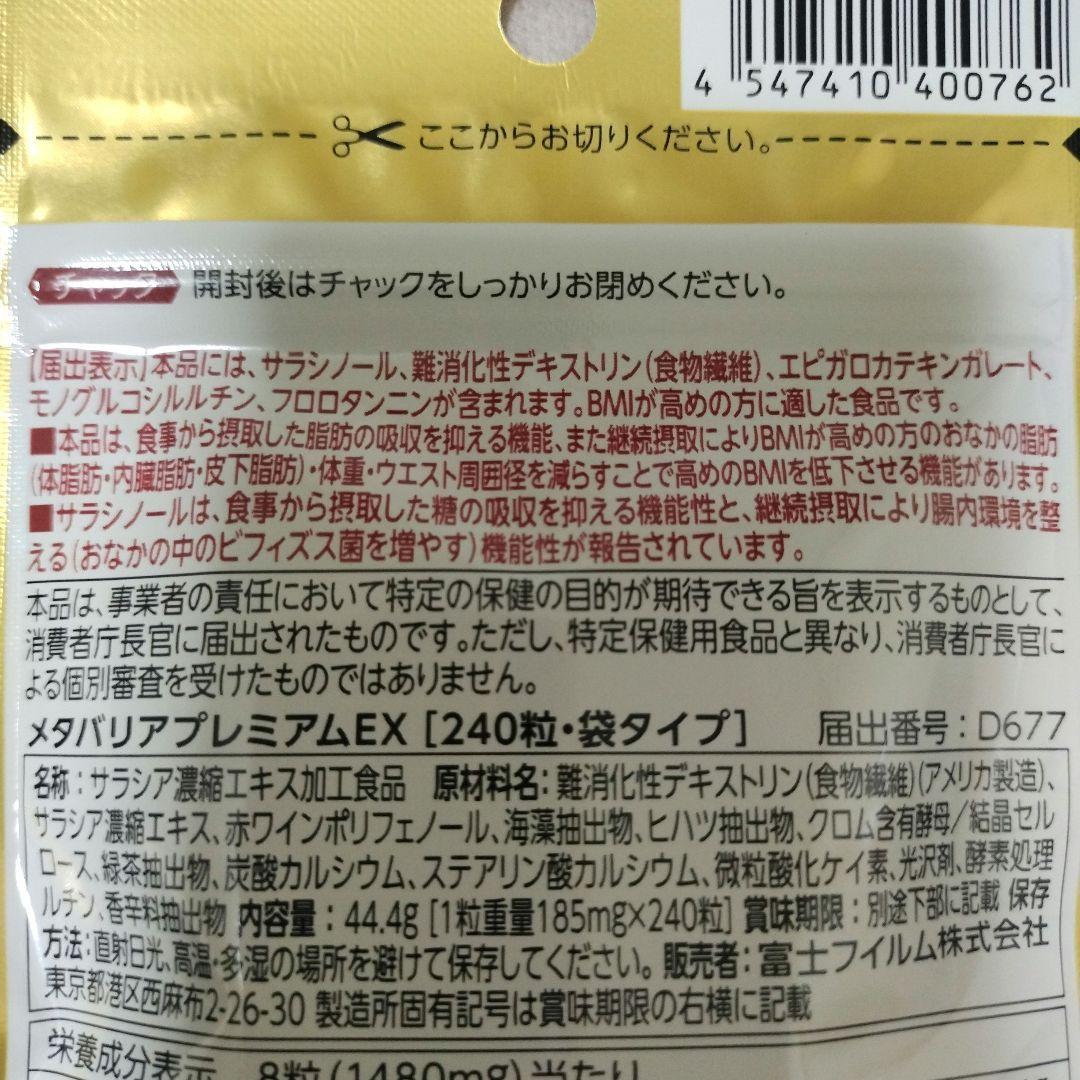 4 547410 400762
ここからお切りください。
チャック 開封後はチャックをしっかりお閉めください。
【届出表示】本品には、サラシノール、難消化性デキストリン(食物繊維)、エピガロカテキンガレート、
モノグルコシルルチン、フロロタンニンが含まれます。BMIが高めの方に適した食品です。
■本品は、食事から摂取した脂肪の吸収を抑える機能、また継続摂取によりBMIが高めの方のおなかの脂肪
(体脂肪・内臓脂肪・皮下脂肪)・体重・ウエスト周囲径を減らすことで高めのBMIを低下させる機能があります。
■サラシノールは、食事から摂取した糖の吸収を抑える機能性と、継続摂取により腸内環境を整
える(おなかの中のビフィズス菌を増やす)機能性が報告されています。
本品は、事業者の責任において特定の保健の目的が期待できる旨を表示するものとして、
消費者庁長官に届出されたものです。ただし、特定保健用食品と異なり、消費者庁長官に
よる個別審査を受けたものではありません。
メタバリアプレミアムEX [240粒・袋タイプ] 届出番号：D677
名称：サラシア濃縮エキス加工食品 原材料名：難消化性デキストリン(食物繊維)(アメリカ製造)、
サラシア濃縮エキス、赤ワインポリフェノール、海藻抽出物、ヒハツ抽出物、クロム含有酵母／結晶セル
ロース、緑茶抽出物、炭酸カルシウム、ステアリン酸カルシウム、微粒酸化ケイ素、光沢剤、酵素処理
ルチン、香辛料抽出物 内容量：44.4g [1粒重量185mg×240粒] 賞味期限：別途下部に記載 保存
方法：直射日光、高温・多湿の場所を避けて保存してください。 販売者：富士フイルム株式会社
東京都港区西麻布2-26-30 製造所固有記号は賞味期限の右横に記載
栄養成分表示 8粒(1480mg)当たり